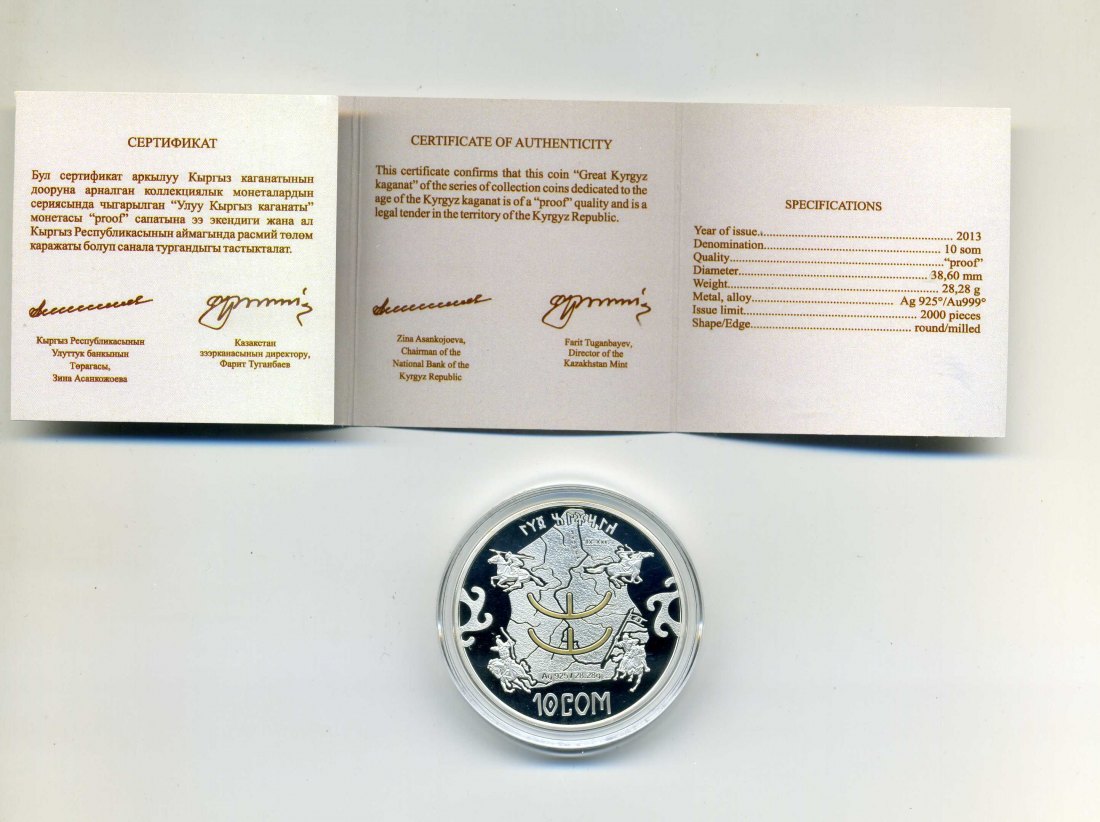 СЕРТИФИКАТ
Бул сертификат аркылуу Кыргыз каганатынын
дооруна арналган коллекциялык монеталардын
сериясында чыгарылган “Улуу Кыргыз каганаты”
монетасы “proof” сапатына ээ экендиги жана ал
Кыргыз Республикасынын аймагында расмий төлөм
каражаты болуп санала тургандыгы тастыкталат.
Кыргыз Республикасынын
Улуттук банкынын
Төрагасы,
Зина Асанкожоева
Казакстан
зээрканасынын директору,
Фарит Туганбаев
CERTIFICATE OF AUTHENTICITY
This certificate confirms that this coin “Great Kyrgyz
kaganat” of the series of collection coins dedicated to the
age of the Kyrgyz kaganate is of a “proof” quality and is a
legal tender in the territory of the Kyrgyz Republic.
Zina Asankojoeva,
Chairman of the
National Bank of the
Kyrgyz Republic
Farit Tuganbayev,
Director of the
Kazakhstan Mint
SPECIFICATIONS
Year of issue 2013
Denomination 10 som
Quality “proof”
Diameter 38,60 mm
Weight 28,28 g
Metal, alloy Ag 925°/Au999°
Issue limit 2000 pieces
Shape/Edge round/milled
Ag 925 / 28.28g
10 СОМ